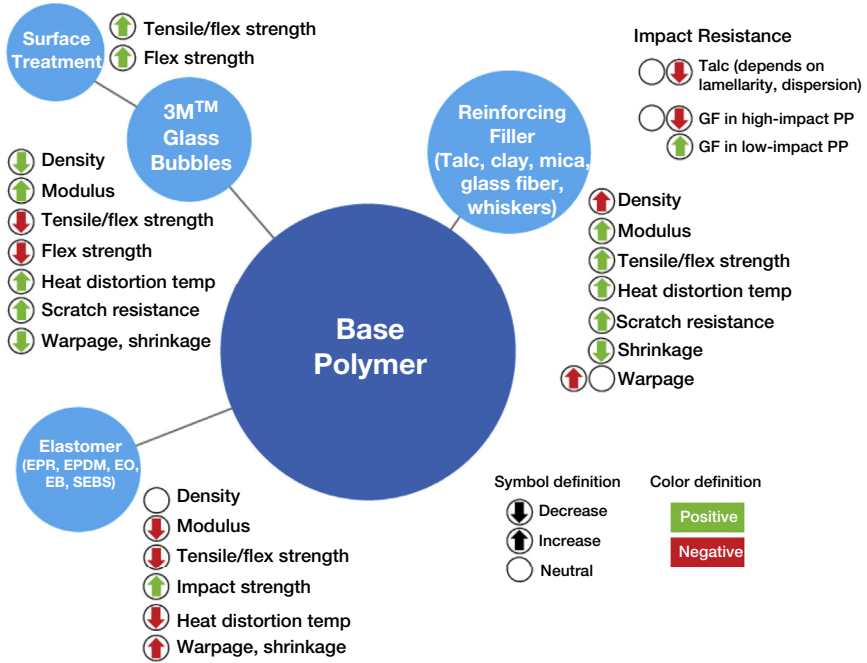 Surface
Treatment
Tensile/flex strength
Flex strength
3M™
Glass
Bubbles
Density
Modulus
Tensile/flex strength
Flex strength
Heat distortion temp
Scratch resistance
Warpage, shrinkage
Reinforcing
Filler
(Talc, clay, mica,
glass fiber,
whiskers)
Impact Resistance
Talc (depends on
lamellarity, dispersion)
GF in high-impact PP
GF in low-impact PP
Density
Modulus
Tensile/flex strength
Heat distortion temp
Scratch resistance
Shrinkage
Warpage
Base
Polymer
Elastomer
(EPR, EPDM, EO,
EB, SEBS)
Density
Modulus
Tensile/flex strength
Impact strength
Heat distortion temp
Warpage, shrinkage
Symbol definition
Decrease
Increase
Neutral
Color definition
Positive
Negative